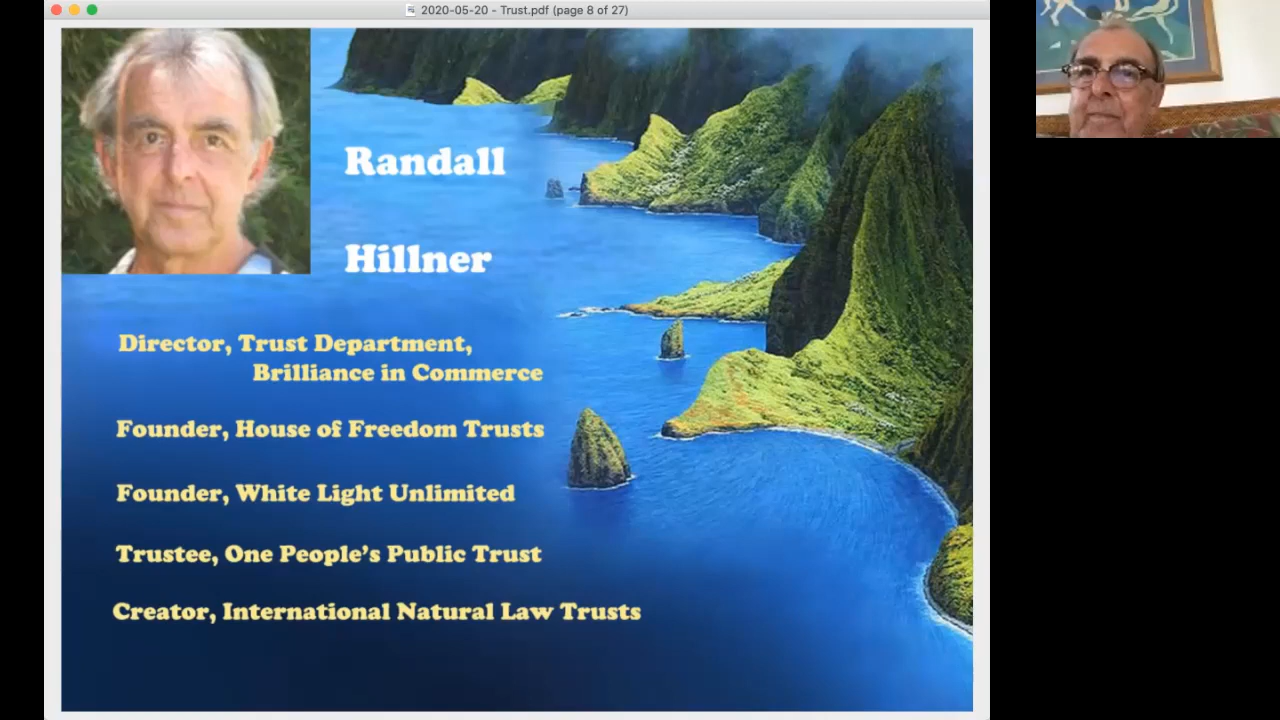 2020-05-20 - Trust.pdf (page 8 of 27)
Randall
Hillner
Director, Trust Department,
Brilliance in Commerce
Founder, House of Freedom Trusts
Founder, White Light Unlimited
Trustee, One People's Public Trust
Creator, International Natural Law Trusts